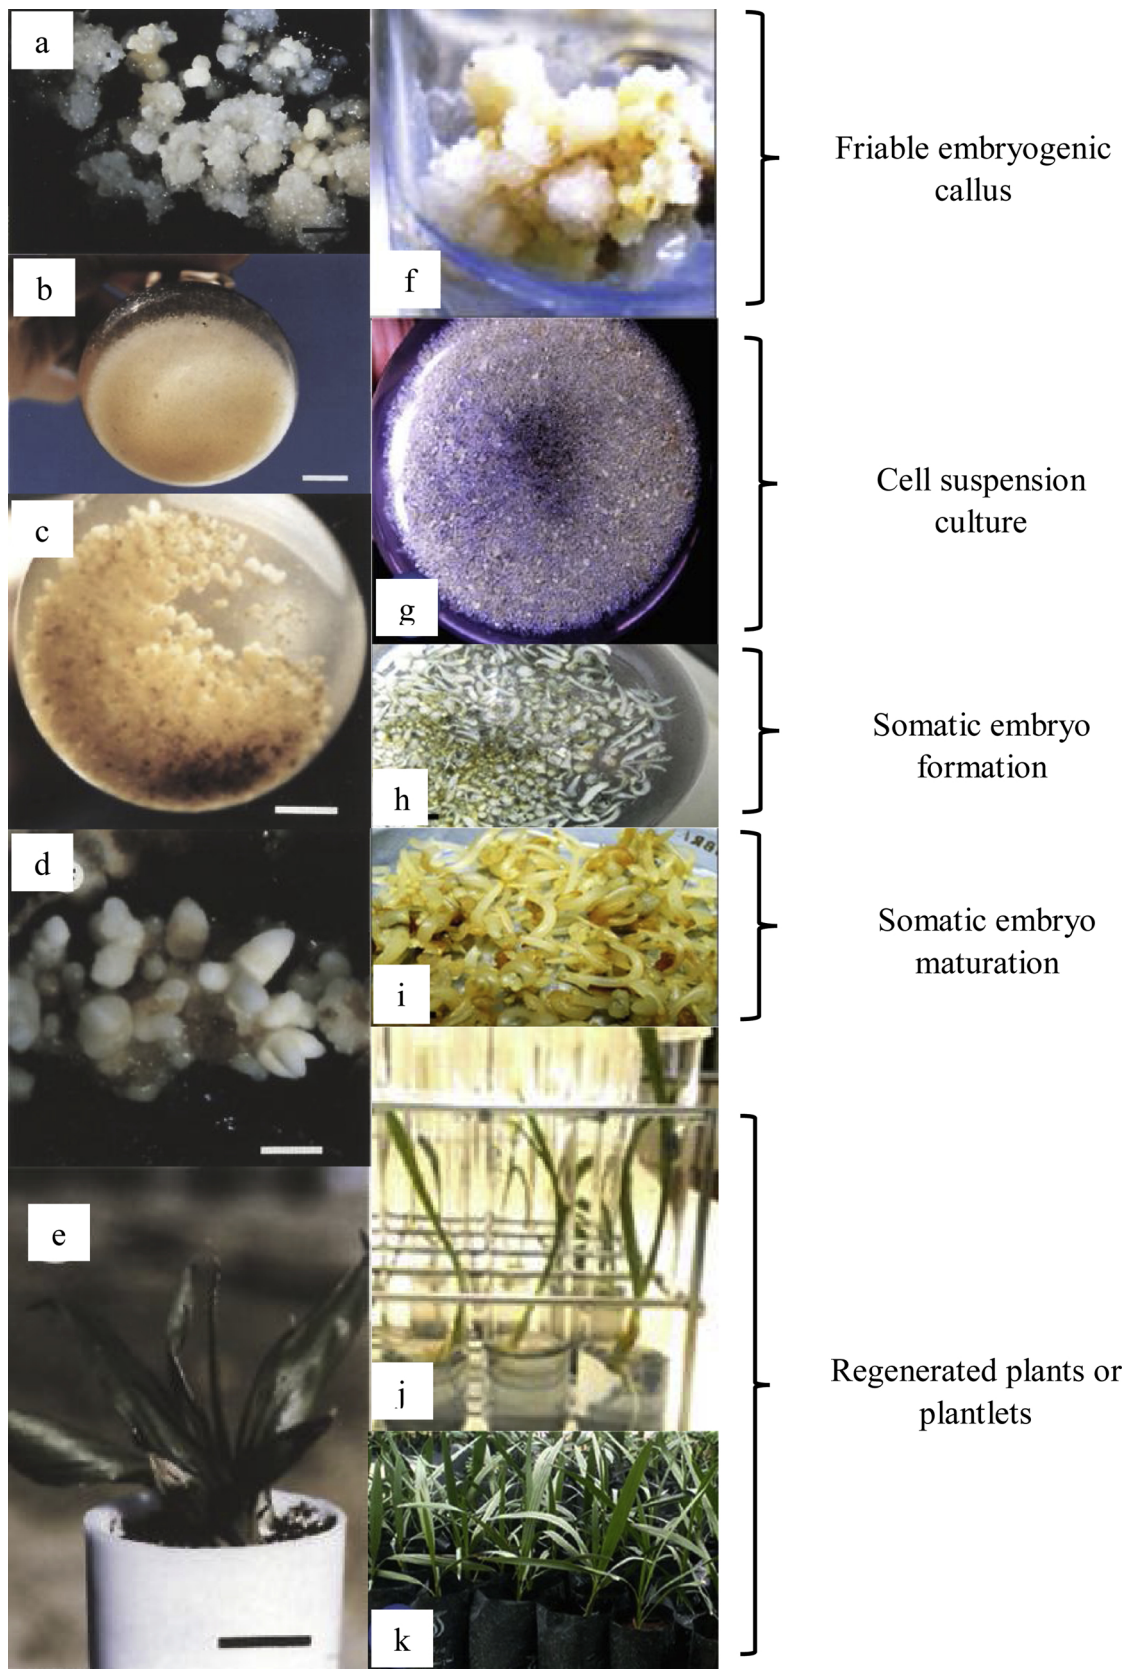 a
f
Friable embryogenic
callus
b
Cell suspension
culture
c
g
h
Somatic embryo
formation
d
i
Somatic embryo
maturation
e
j
Regenerated plants or
plantlets
k